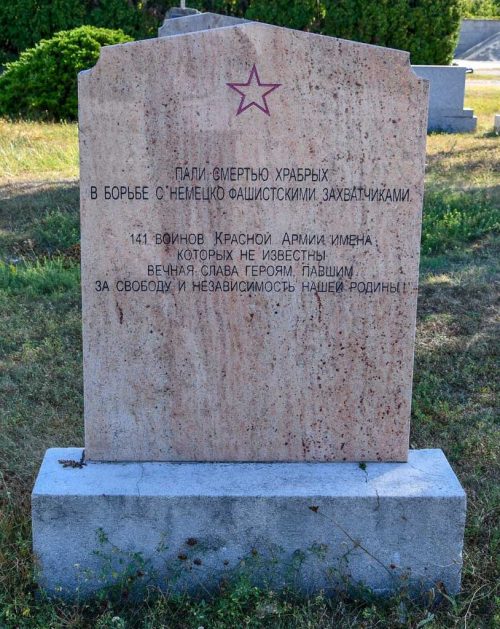 ПАЛИ СМЕРТЬЮ ХРАБРЫХ
В БОРЬБЕ С НЕМЕЦКО ФАШИСТСКИМИ ЗАХВАТЧИКАМИ
141 ВОИНОВ КРАСНОЙ АРМИИ ИМЕНА
КОТОРЫХ НЕ ИЗВЕСТНЫ
ВЕЧНАЯ СЛАВА ГЕРОЯМ, ПАВШИМ
ЗА СВОБОДУ И НЕЗАВИСИМОСТЬ НАШЕЙ РОДИНЫ!